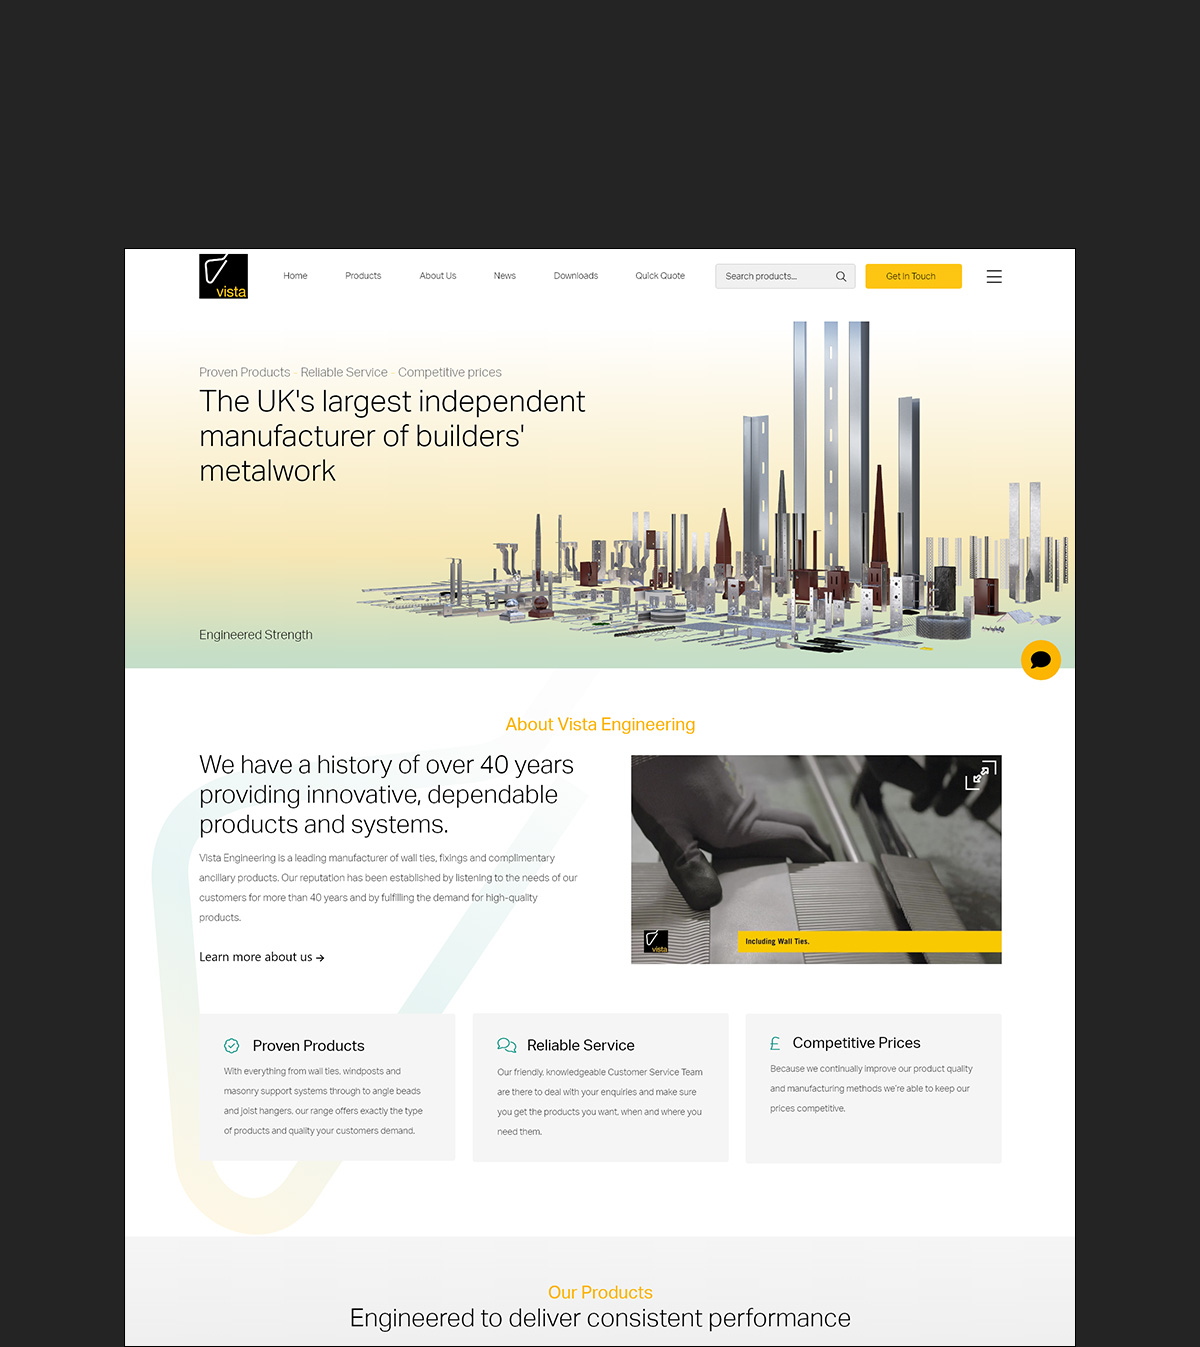 vista
Home Products About Us News Downloads Quick Quote Search products... Get In Touch
Proven Products - Reliable Service - Competitive prices
The UK's largest independent
manufacturer of builders'
metalwork
Engineered Strength
About Vista Engineering
We have a history of over 40 years
providing innovative, dependable
products and systems.
Vista Engineering is a leading manufacturer of wall ties, fixings and complimentary
ancillary products. Our reputation has been established by listening to the needs of our
customers for more than 40 years and by fulfilling the demand for high-quality
products.
Learn more about us →
vista
Including Wall Ties.
Proven Products
With everything from wall ties, windposts and
masonry support systems through to angle beads
and joist hangers, our range offers exactly the type
of products and quality your customers demand.
Reliable Service
Our friendly, knowledgeable Customer Service Team
are there to deal with your enquiries and make sure
you get the products you want, when and where you
need them.
£ Competitive Prices
Because we continually improve our product quality
and manufacturing methods we're able to keep our
prices competitive.
Our Products
Engineered to deliver consistent performance